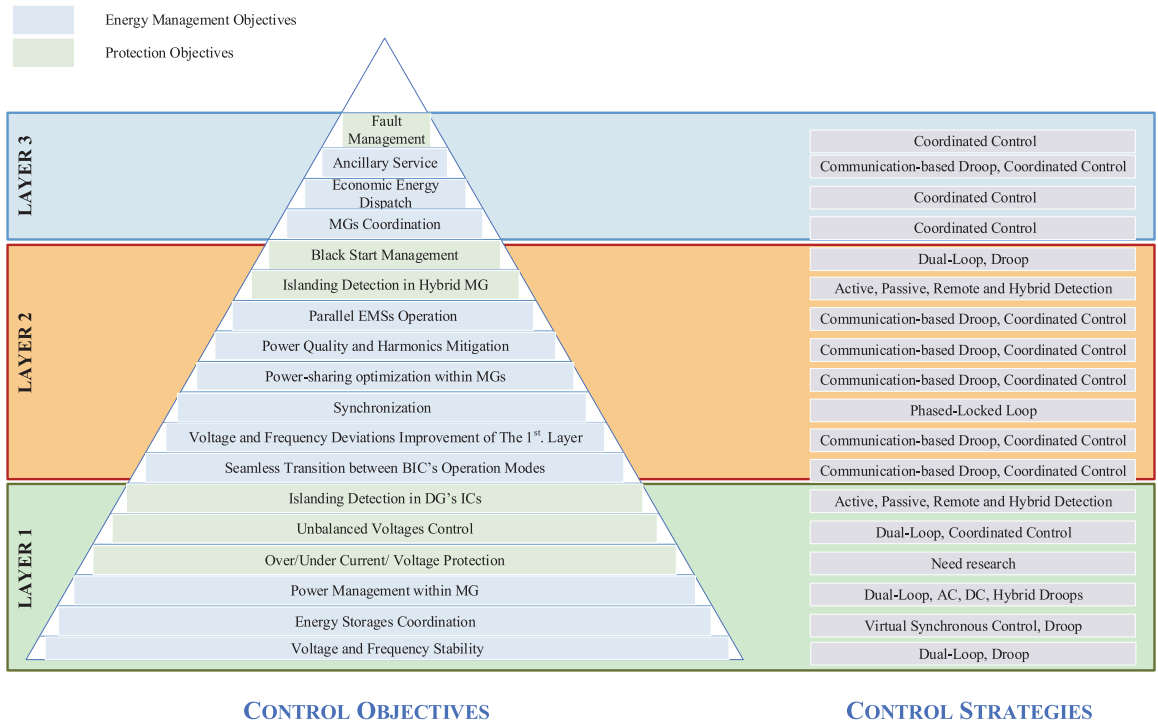 Energy Management Objectives
Protection Objectives
LAYER 3
Fault
Management
Coordinated Control
Ancillary Service
Communication-based Droop, Coordinated Control
Economic Energy
Dispatch
Coordinated Control
MGs Coordination
Coordinated Control
LAYER 2
Black Start Management
Dual-Loop, Droop
Islanding Detection in Hybrid MG
Active, Passive, Remote and Hybrid Detection
Parallel EMSs Operation
Communication-based Droop, Coordinated Control
Power Quality and Harmonics Mitigation
Communication-based Droop, Coordinated Control
Power-sharing optimization within MGs
Communication-based Droop, Coordinated Control
Synchronization
Phased-Locked Loop
Voltage and Frequency Deviations Improvement of The 1st. Layer
Communication-based Droop, Coordinated Control
Seamless Transition between BIC's Operation Modes
Communication-based Droop, Coordinated Control
LAYER 1
Islanding Detection in DG's ICs
Active, Passive, Remote and Hybrid Detection
Unbalanced Voltages Control
Dual-Loop, Coordinated Control
Over/Under Current/ Voltage Protection
Need research
Power Management within MG
Dual-Loop, AC, DC, Hybrid Droops
Energy Storages Coordination
Virtual Synchronous Control, Droop
Voltage and Frequency Stability
Dual-Loop, Droop
CONTROL OBJECTIVES
CONTROL STRATEGIES